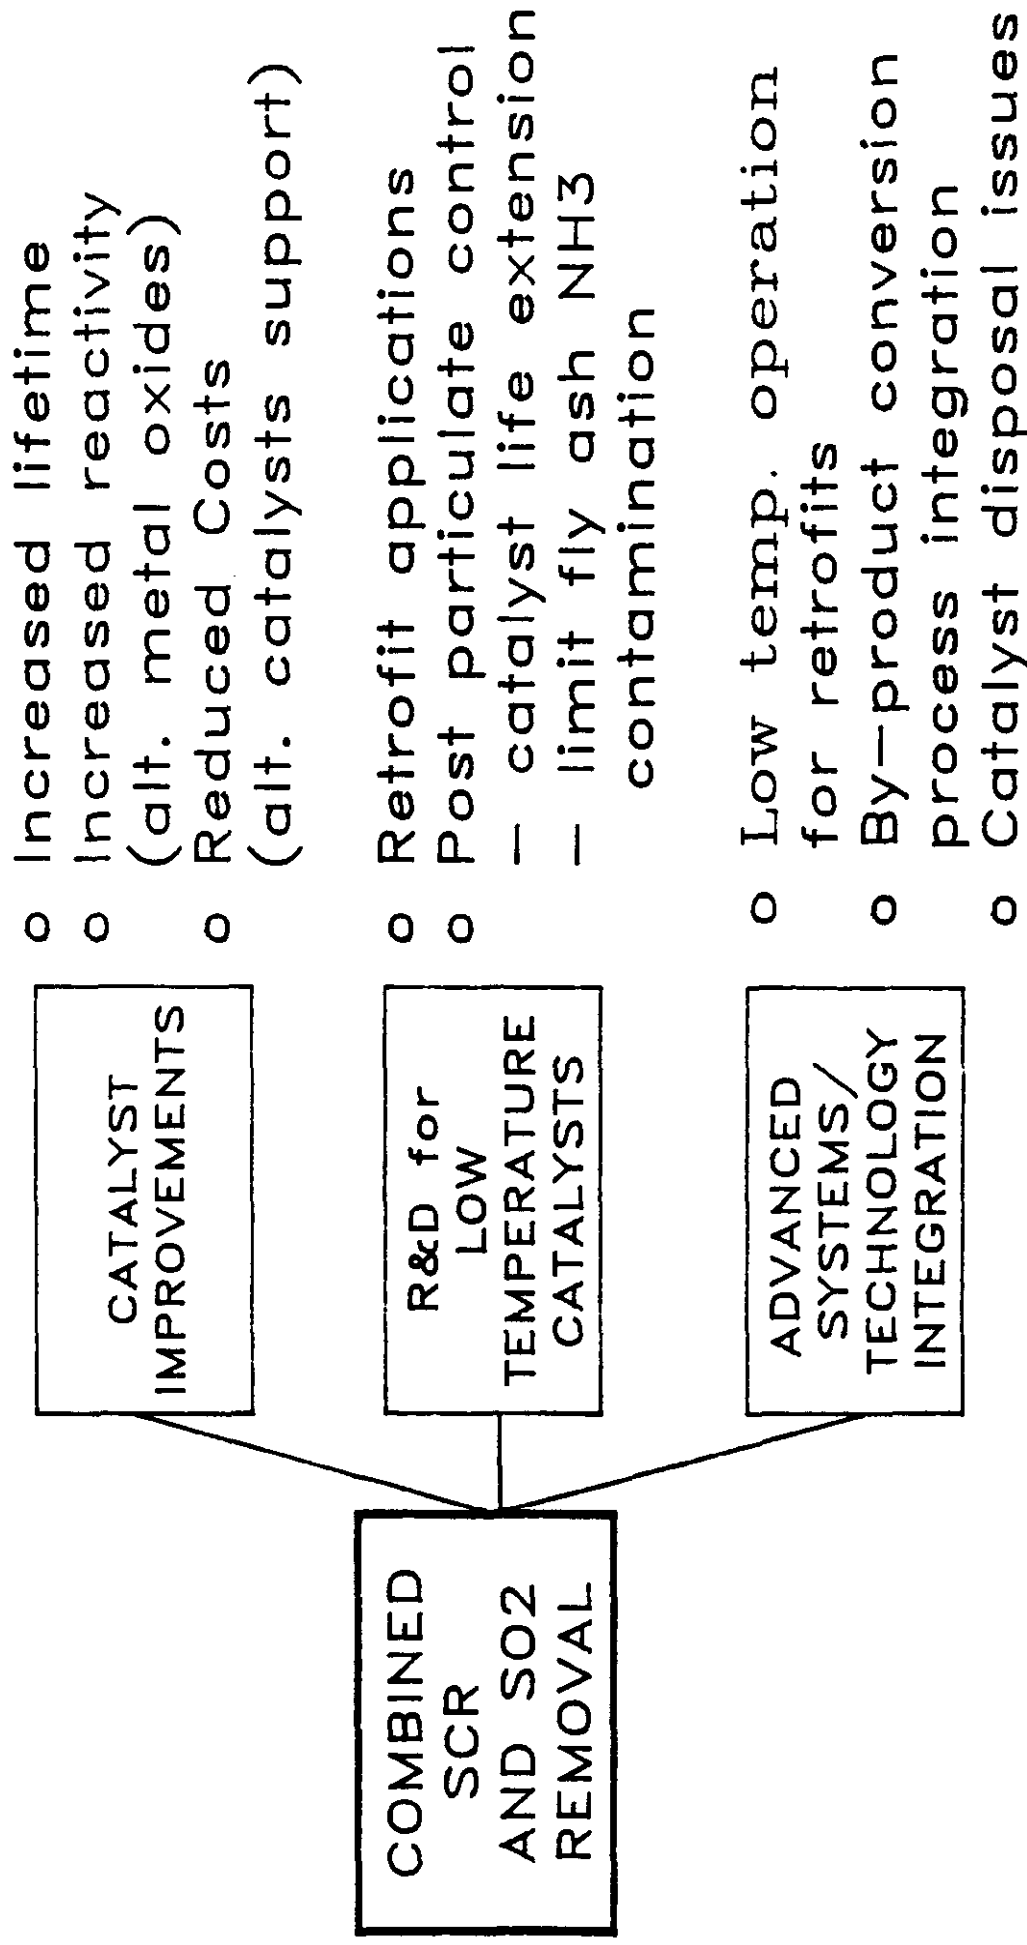 COMBINED
SCR
AND SO2
REMOVAL
CATALYST
IMPROVEMENTS
o Increased lifetime
o Increased reactivity
(alt. metal oxides)
o Reduced Costs
(alt. catalysts support)
R&D for
LOW
TEMPERATURE
CATALYSTS
o Retrofit applications
o Post particulate control
— catalyst life extension
— limit fly ash NH3
contamination
ADVANCED
SYSTEMS/
TECHNOLOGY
INTEGRATION
o Low temp. operation
for retrofits
o By—product conversion
process integration
o Catalyst disposal issues